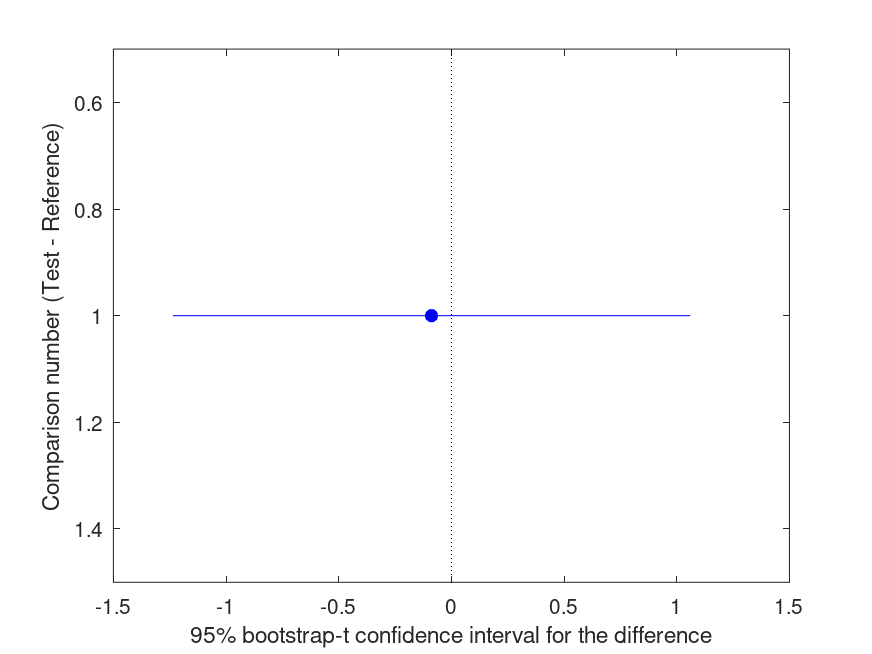 Comparison number (Test - Reference)
0.6
0.8
1
1.2
1.4
-1.5 -1 -0.5 0 0.5 1 1.5
95% bootstrap-t confidence interval for the difference